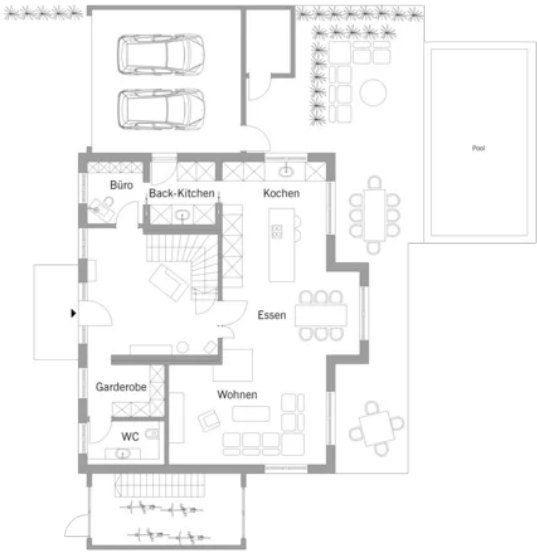 Pool
Büro
Back-Kitchen
Kochen
Essen
Garderobe
Wohnen
WC